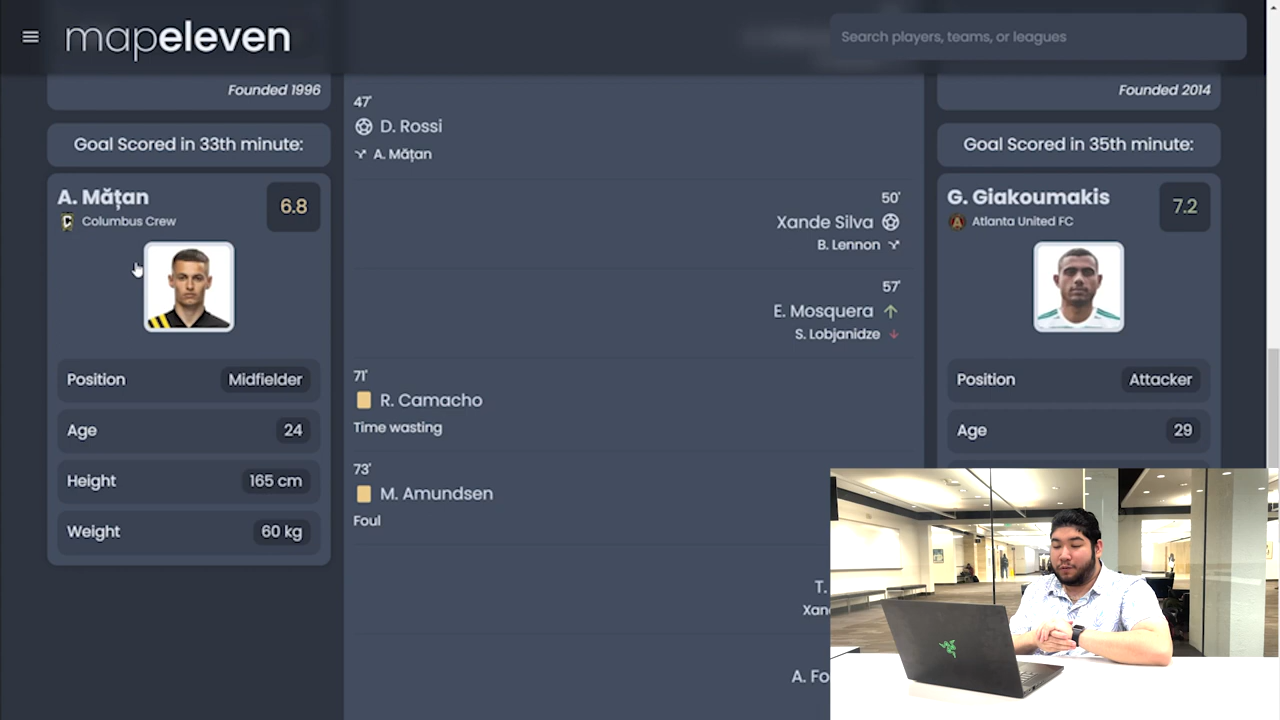 mapeleven
Search players, teams, or leagues
Founded 1996
Goal Scored in 33th minute:
A. Mățan
6.8
Columbus Crew
Position Midfielder
Age 24
Height 165 cm
Weight 60 kg
47'
D. Rossi
A. Mățan
50'
Xande Silva
B. Lennon
57'
E. Mosquera
S. Lobjanidze
71'
R. Camacho
Time wasting
73'
M. Amundsen
Foul
T.
Xan
A. Fo
Founded 2014
Goal Scored in 35th minute:
G. Giakoumakis
7.2
Atlanta United FC
Position Attacker
Age 29